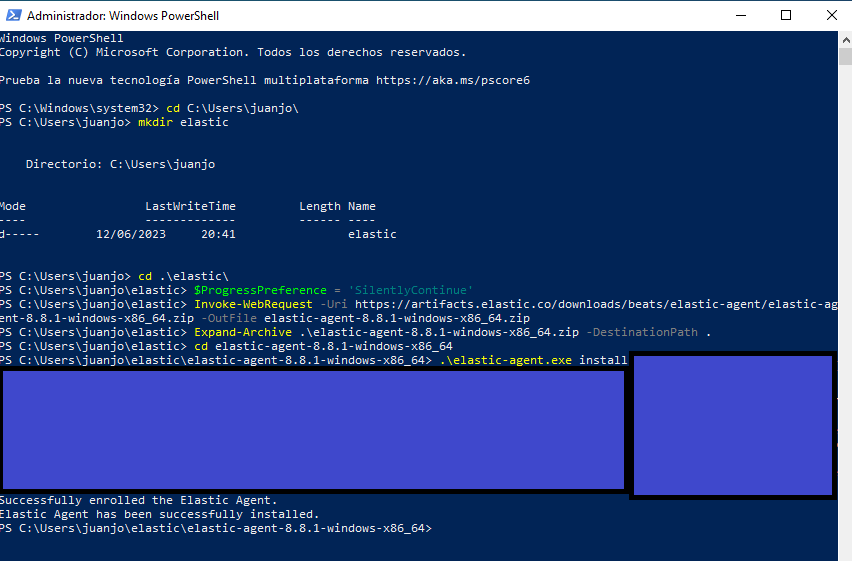 Administrador: Windows PowerShell
Windows PowerShell
Copyright (C) Microsoft Corporation. Todos los derechos reservados.
Prueba la nueva tecnología PowerShell multiplataforma https://aka.ms/pscore6
PS C:\Windows\system32> cd C:\Users\juanjo\
PS C:\Users\juanjo> mkdir elastic
Directorio: C:\Users\juanjo
Mode LastWriteTime Length Name
---- ------------- ------ ----
d----- 12/06/2023 20:41 elastic
PS C:\Users\juanjo> cd .\elastic\
PS C:\Users\juanjo\elastic> $ProgressPreference = 'SilentlyContinue'
PS C:\Users\juanjo\elastic> Invoke-WebRequest -Uri https://artifacts.elastic.co/downloads/beats/elastic-agent/elastic-ag
ent-8.8.1-windows-x86_64.zip -OutFile elastic-agent-8.8.1-windows-x86_64.zip
PS C:\Users\juanjo\elastic> Expand-Archive .\elastic-agent-8.8.1-windows-x86_64.zip -DestinationPath .
PS C:\Users\juanjo\elastic> cd elastic-agent-8.8.1-windows-x86_64
PS C:\Users\juanjo\elastic\elastic-agent-8.8.1-windows-x86_64> .\elastic-agent.exe install
Successfully enrolled the Elastic Agent.
Elastic Agent has been successfully installed.
PS C:\Users\juanjo\elastic\elastic-agent-8.8.1-windows-x86_64>